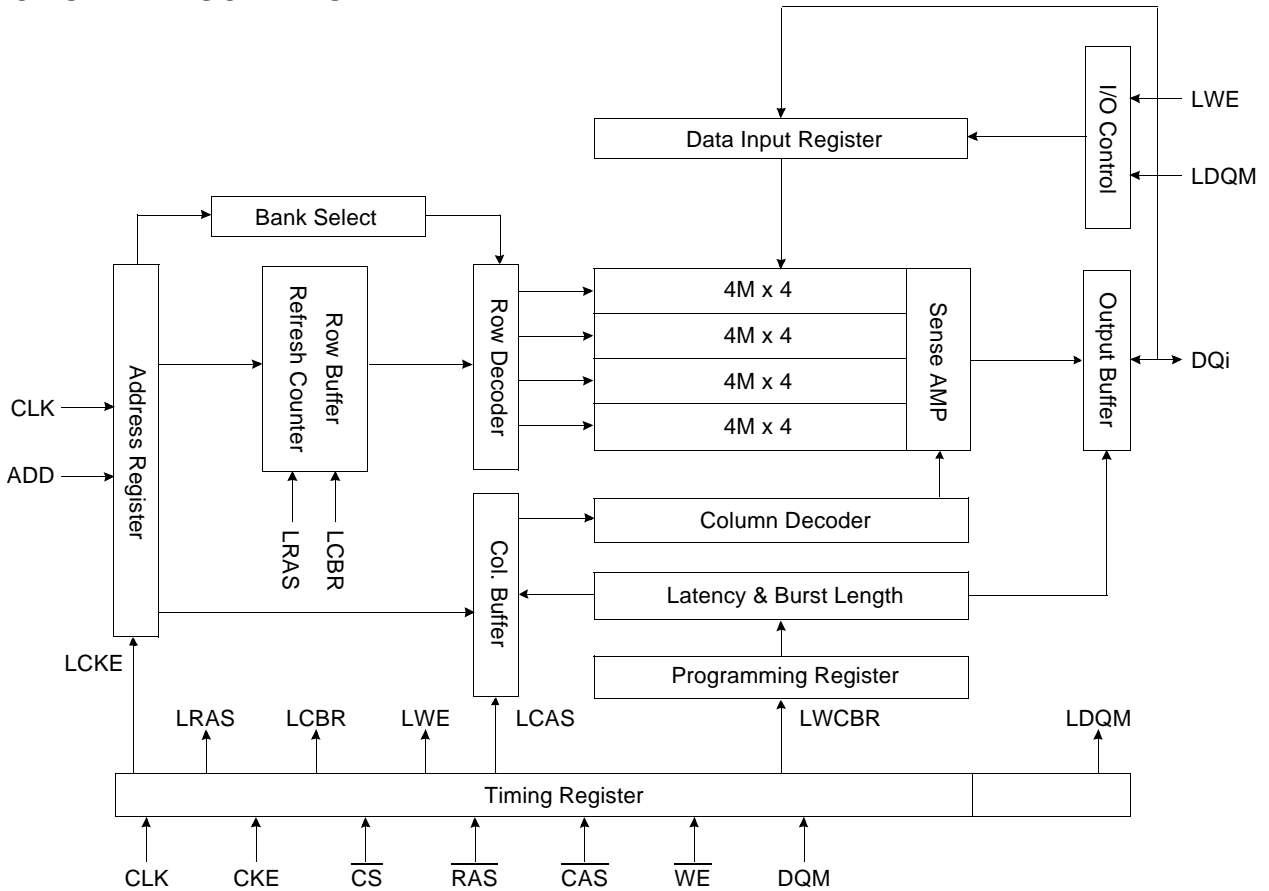 I/O Control
LWE
LDQM
Data Input Register
Bank Select
Address Register
Refresh Counter
Row Buffer
Row Decoder
4M x 4
4M x 4
4M x 4
4M x 4
Sense AMP
Output Buffer
DQi
CLK
ADD
LRAS
LCBR
Col. Buffer
Column Decoder
Latency & Burst Length
Programming Register
LCKE
LRAS
LCBR
LWE
LCAS
LWCBR
LDQM
Timing Register
CLK
CKE
CS
RAS
CAS
WE
DQM